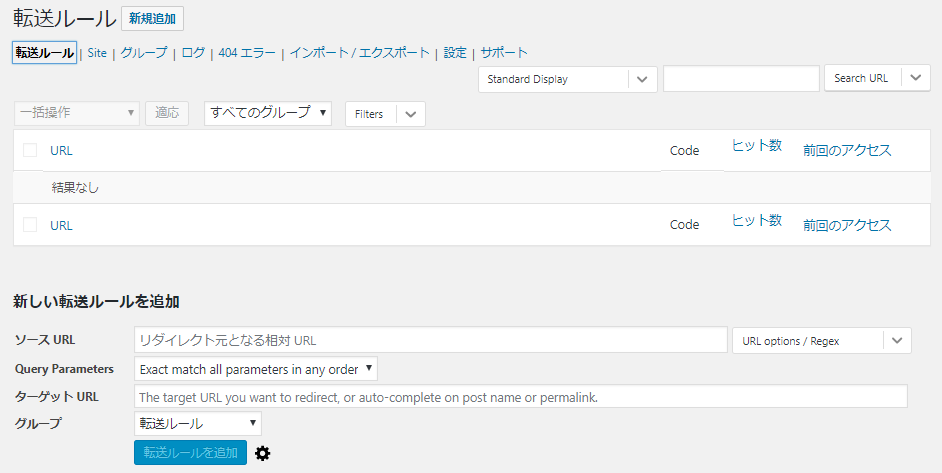 転送ルール 新規追加
転送ルール | Site | グループ | ログ | 404 エラー | インポート / エクスポート | 設定 | サポート
Standard Display Search URL
一括操作 適応 すべてのグループ Filters
URL Code ヒット数 前回のアクセス
結果なし
URL Code ヒット数 前回のアクセス
新しい転送ルールを追加
ソース URL リダイレクト元となる相対 URL URL options / Regex
Query Parameters Exact match all parameters in any order
ターゲット URL The target URL you want to redirect, or auto-complete on post name or permalink.
グループ 転送ルール
転送ルールを追加